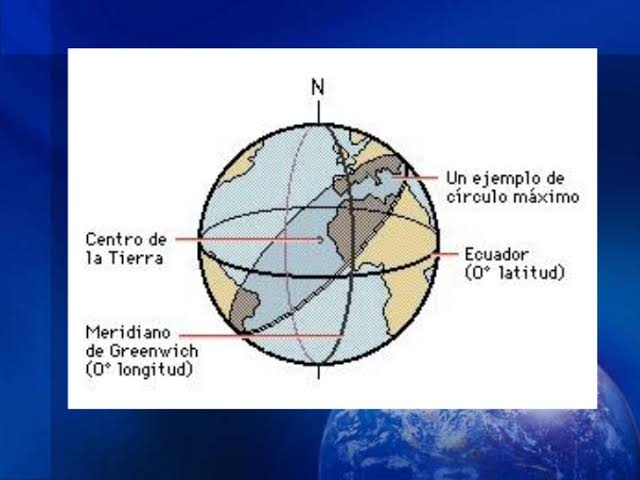 N
Un ejemplo de
círculo máximo
Centro de
la Tierra
Ecuador
(0° latitud)
Meridiano
de Greenwich
(0° longitud)